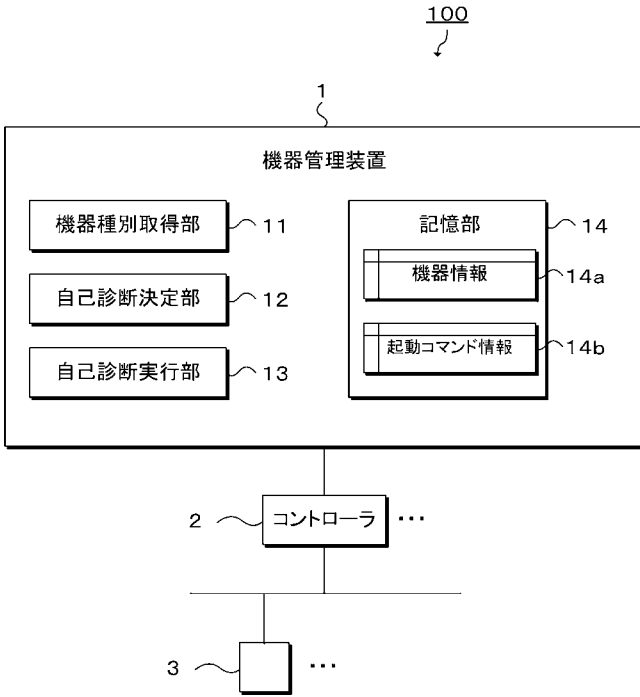 100
1
機器管理装置
機器種別取得部 11
自己診断決定部 12
自己診断実行部 13
記憶部 14
機器情報 14a
起動コマンド情報 14b
2 コントローラ ･･･
3 ･･･